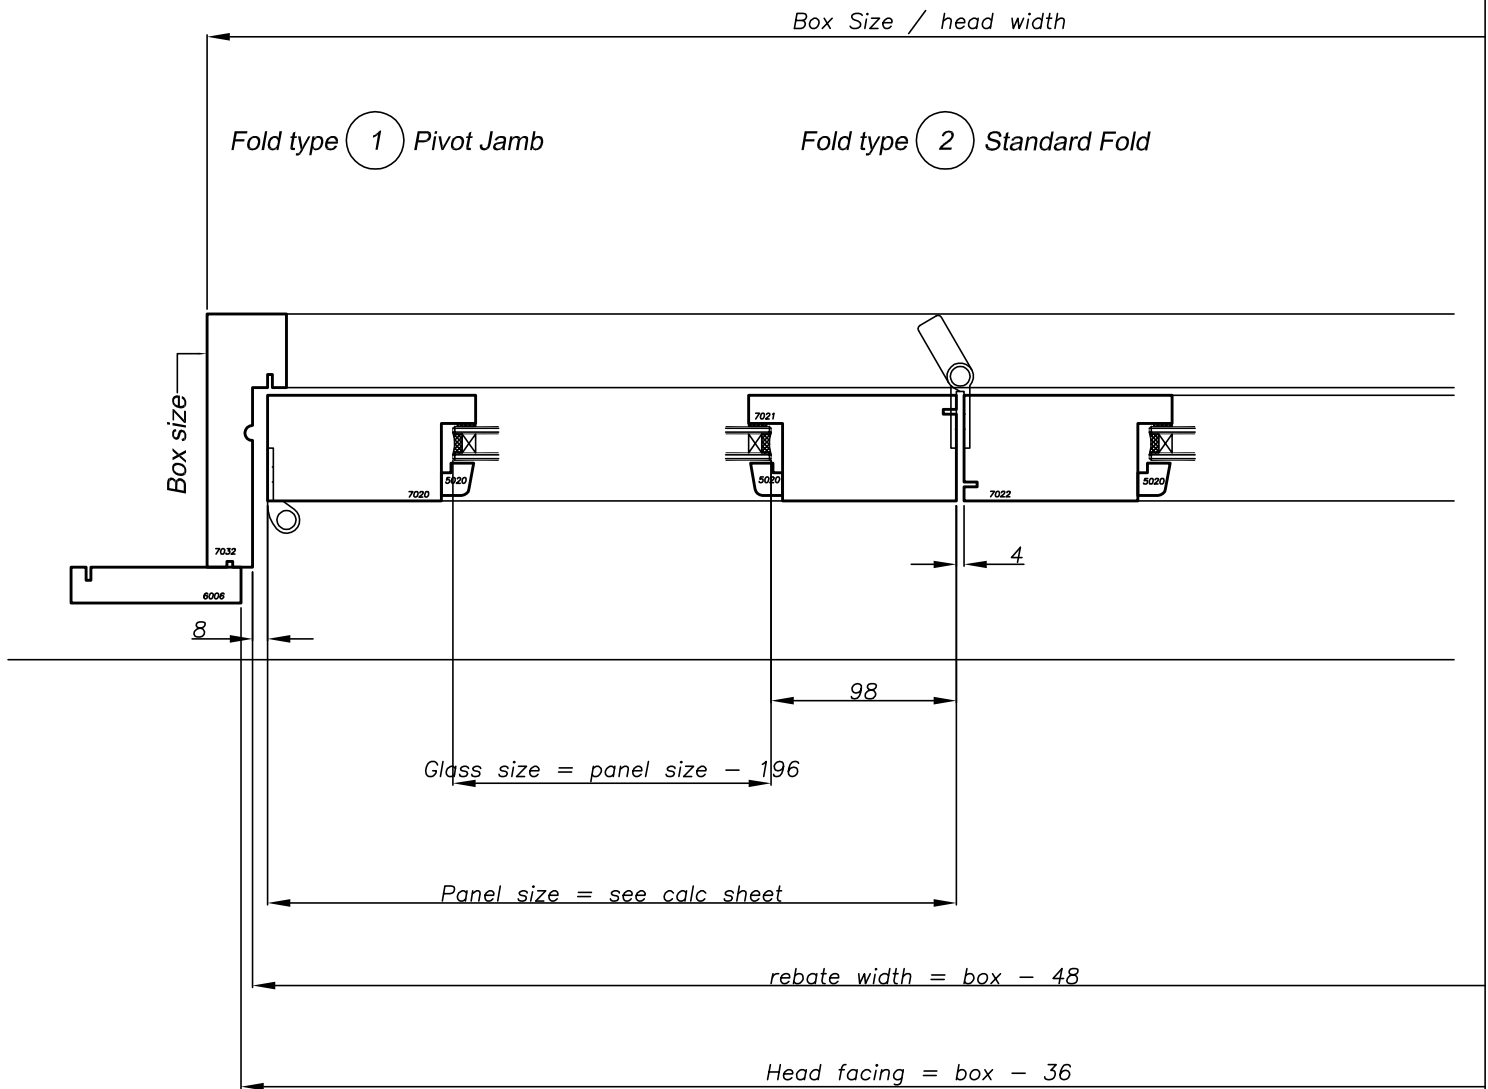 Box Size / head width
Fold type 1 Pivot Jamb
Fold type 2 Standard Fold
Box size
7021
5020
5020
5020
7020
7022
7032
6006
4
8
98
Glass size = panel size - 196
Panel size = see calc sheet
rebate width = box - 48
Head facing = box - 36